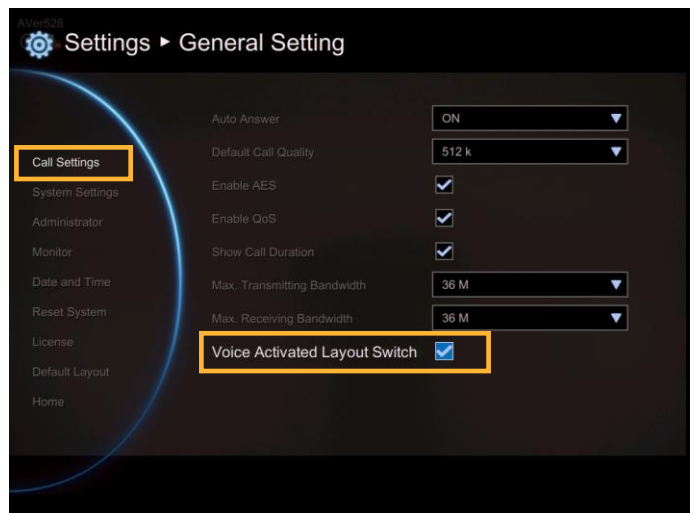 AVer528
Settings ▸ General Setting
Auto Answer ON
Default Call Quality 512 k
Call Settings
Enable AES
System Settings
Enable QoS
Administrator
Show Call Duration
Monitor
Max. Transmitting Bandwidth 36 M
Date and Time
Max. Receiving Bandwidth 36 M
Reset System
License
Voice Activated Layout Switch
Default Layout
Home